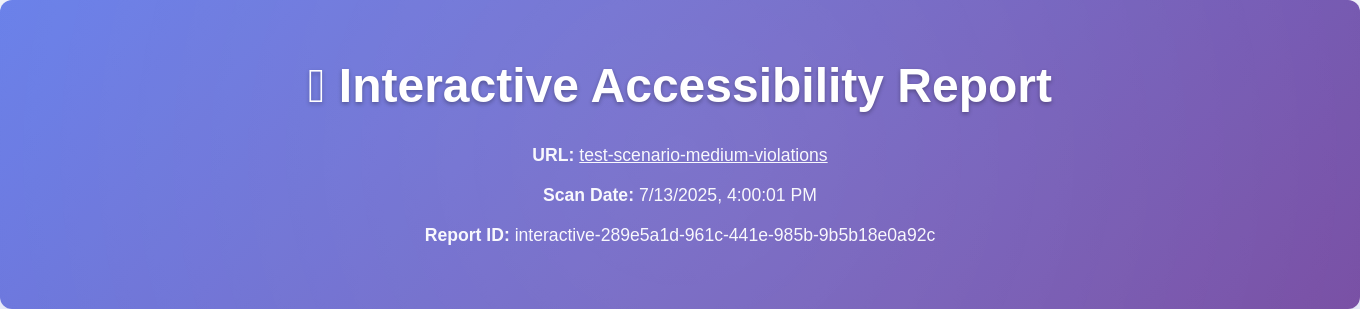 Interactive Accessibility Report
URL: test-scenario-medium-violations
Scan Date: 7/13/2025, 4:00:01 PM
Report ID: interactive-289e5a1d-961c-441e-985b-9b5b18e0a92c